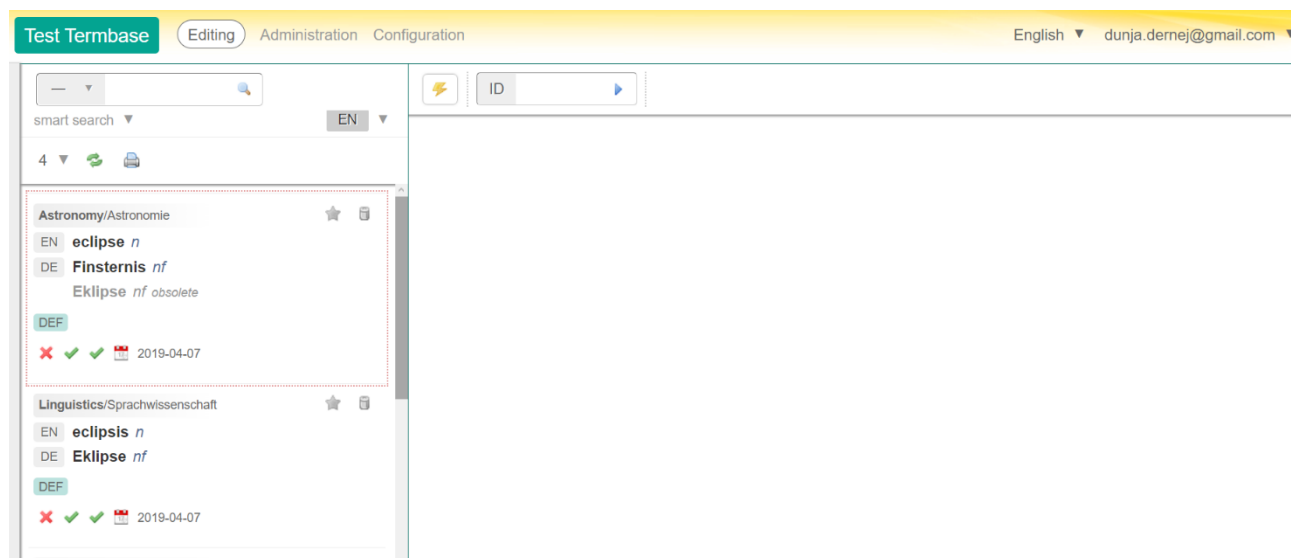 Test Termbase Editing Administration Configuration English ▼ dunja.dernej@gmail.com ▼
— ▼
ID
smart search ▼ EN ▼
4 ▼
Astronomy/Astronomie
EN eclipse n
DE Finsternis nf
Eklipse nf obsolete
DEF
2019-04-07
Linguistics/Sprachwissenschaft
EN eclipsis n
DE Eklipse nf
DEF
2019-04-07